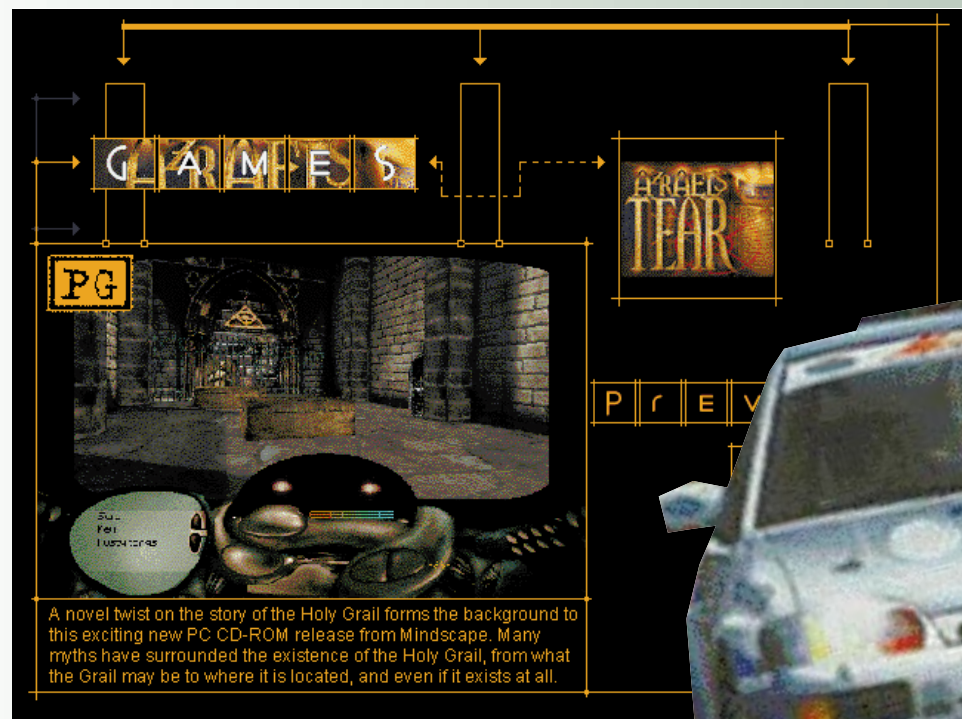 GAMES
AZRAEL'S
TEAR
PG
Prev
A novel twist on the story of the Holy Grail forms the background to
this exciting new PC CD-ROM release from Mindscape. Many
myths have surrounded the existence of the Holy Grail, from what
the Grail may be to where it is located, and even if it exists at all.